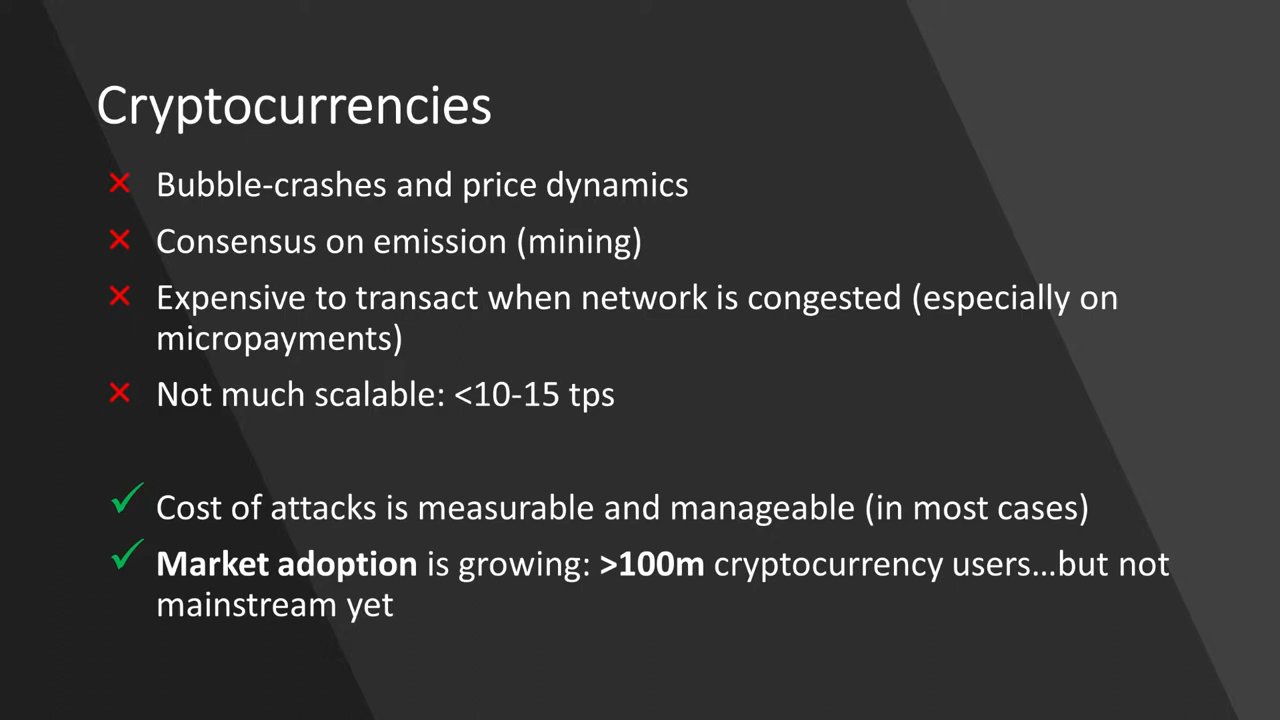 Cryptocurrencies
Bubble-crashes and price dynamics
Consensus on emission (mining)
Expensive to transact when network is congested (especially on
micropayments)
Not much scalable: <10-15 tps
Cost of attacks is measurable and manageable (in most cases)
Market adoption is growing: >100m cryptocurrency users…but not
mainstream yet